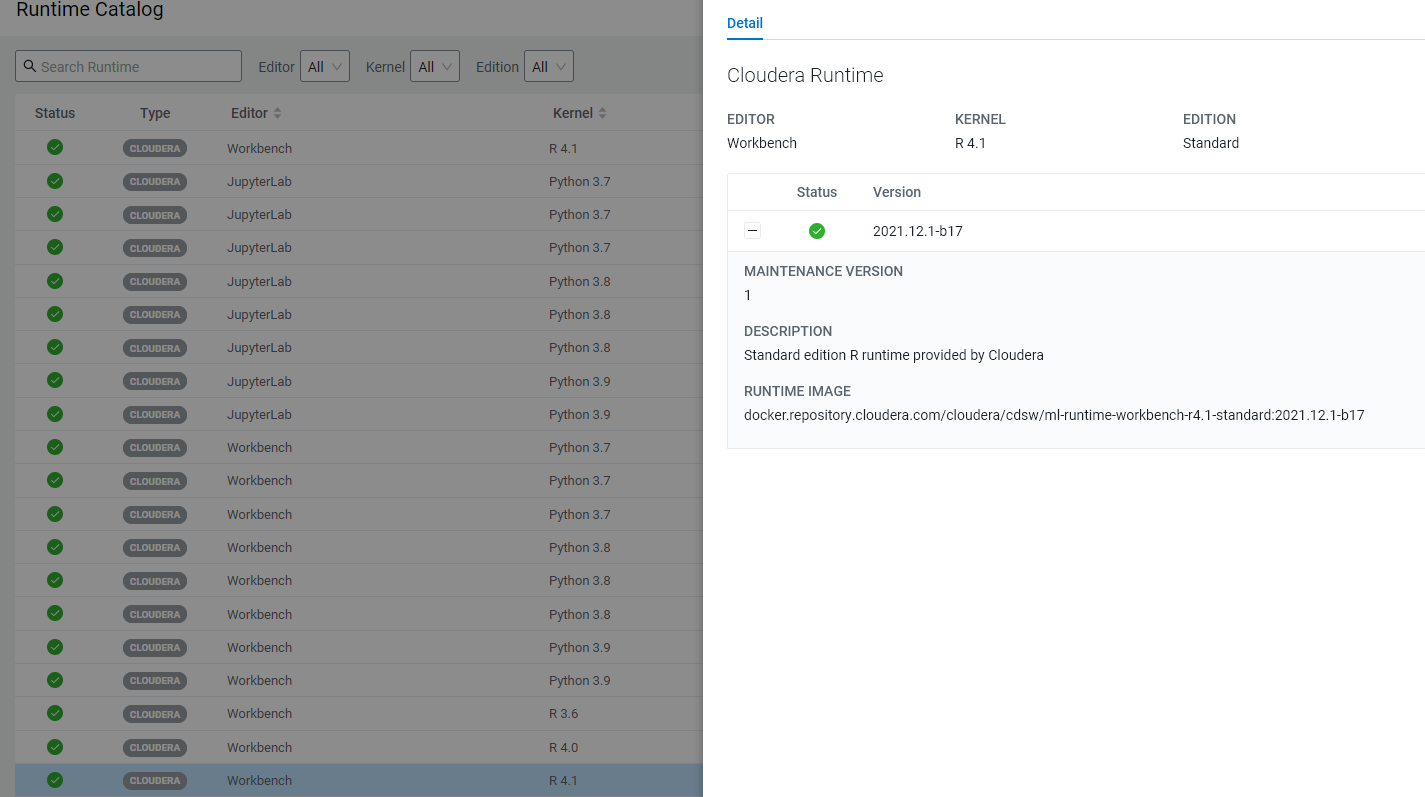 Runtime Catalog
Search Runtime Editor All Kernel All Edition All
Status Type Editor Kernel
CLOUDERA Workbench R 4.1
CLOUDERA JupyterLab Python 3.7
CLOUDERA JupyterLab Python 3.7
CLOUDERA JupyterLab Python 3.7
CLOUDERA JupyterLab Python 3.8
CLOUDERA JupyterLab Python 3.8
CLOUDERA JupyterLab Python 3.8
CLOUDERA JupyterLab Python 3.9
CLOUDERA JupyterLab Python 3.9
CLOUDERA Workbench Python 3.7
CLOUDERA Workbench Python 3.7
CLOUDERA Workbench Python 3.7
CLOUDERA Workbench Python 3.8
CLOUDERA Workbench Python 3.8
CLOUDERA Workbench Python 3.8
CLOUDERA Workbench Python 3.9
CLOUDERA Workbench Python 3.9
CLOUDERA Workbench R 3.6
CLOUDERA Workbench R 4.0
CLOUDERA Workbench R 4.1
Detail
Cloudera Runtime
EDITOR KERNEL EDITION
Workbench R 4.1 Standard
Status Version
2021.12.1-b17
MAINTENANCE VERSION
1
DESCRIPTION
Standard edition R runtime provided by Cloudera
RUNTIME IMAGE
docker.repository.cloudera.com/cloudera/cdsw/ml-runtime-workbench-r4.1-standard:2021.12.1-b17